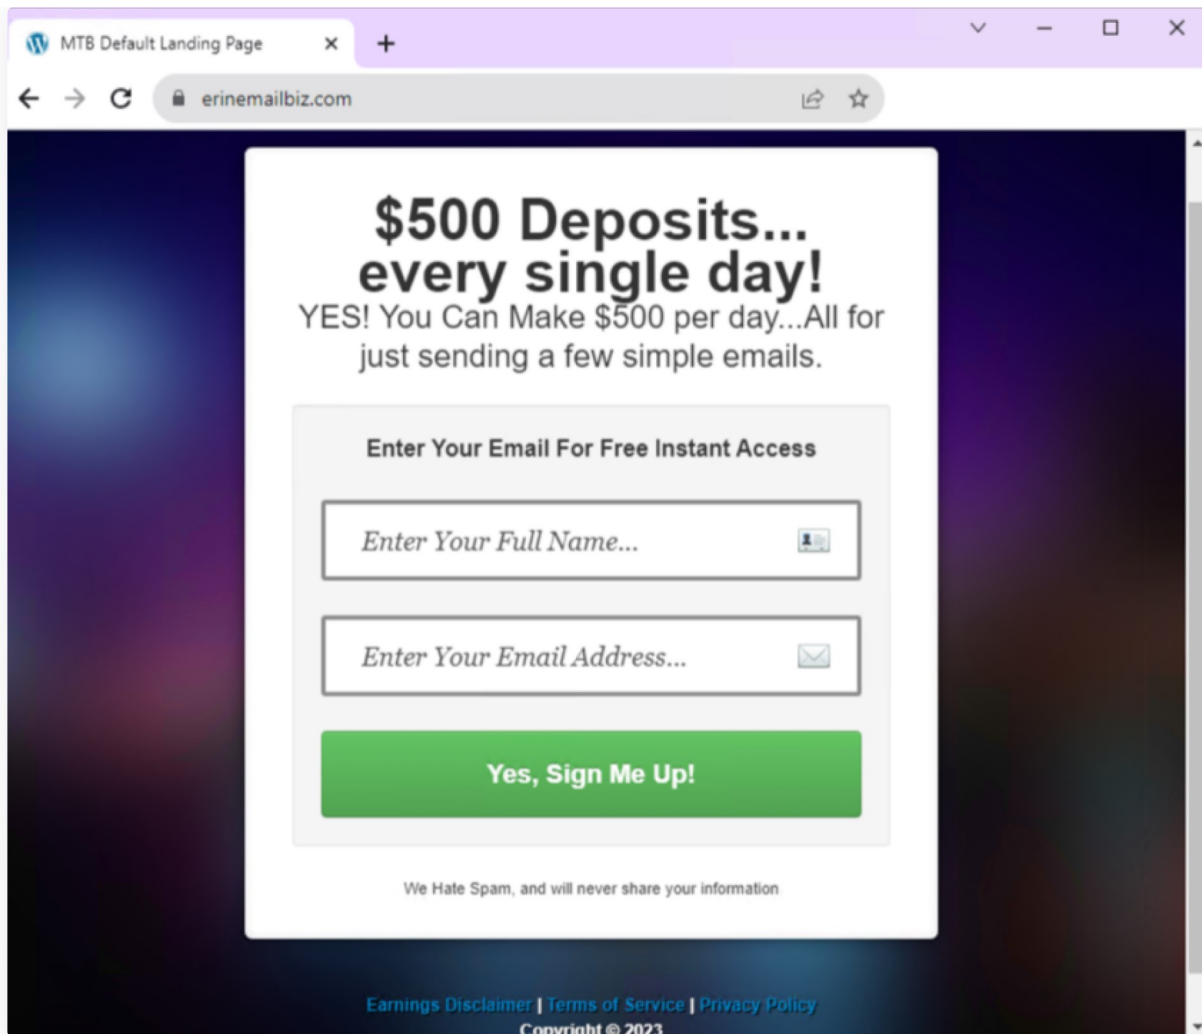 MTB Default Landing Page
erinemailbiz.com
$500 Deposits...
every single day!
YES! You Can Make $500 per day...All for
just sending a few simple emails.
Enter Your Email For Free Instant Access
Enter Your Full Name...
Enter Your Email Address...
Yes, Sign Me Up!
We Hate Spam, and will never share your information
Earnings Disclaimer | Terms of Service | Privacy Policy
Copyright © 2023